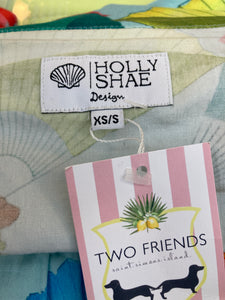 HOLLY
SHAE
Design
XS/S
TWO FRIENDS
saint simons island.